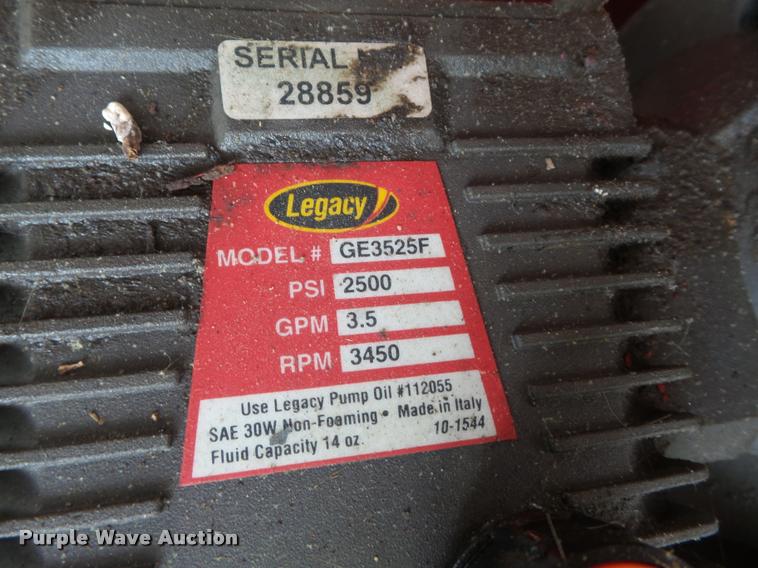 SERIAL
28859
Legacy
MODEL # GE3525F
PSI 2500
GPM 3.5
RPM 3450
Use Legacy Pump Oil #112055
SAE 30W Non-Foaming • Made in Italy
Fluid Capacity 14 oz. 10-1544
Purple Wave Auction